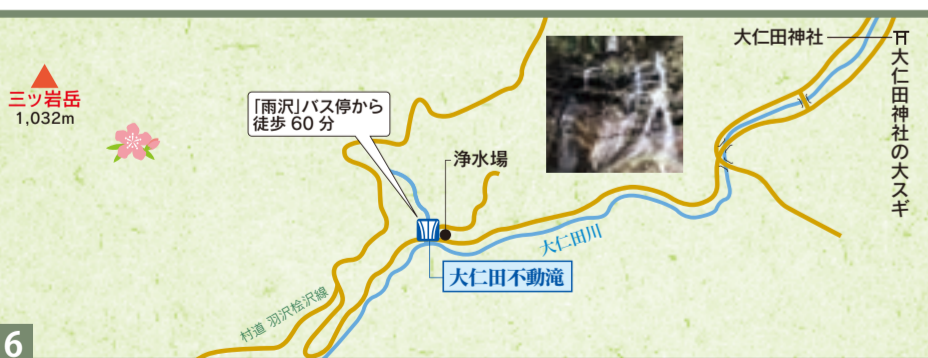 大仁田神社
大仁田神社の大スギ
三ッ岩岳
1,032m
「雨沢」バス停から
徒歩 60 分
浄水場
大仁田川
大仁田不動滝
村道 羽沢桧沢線
6